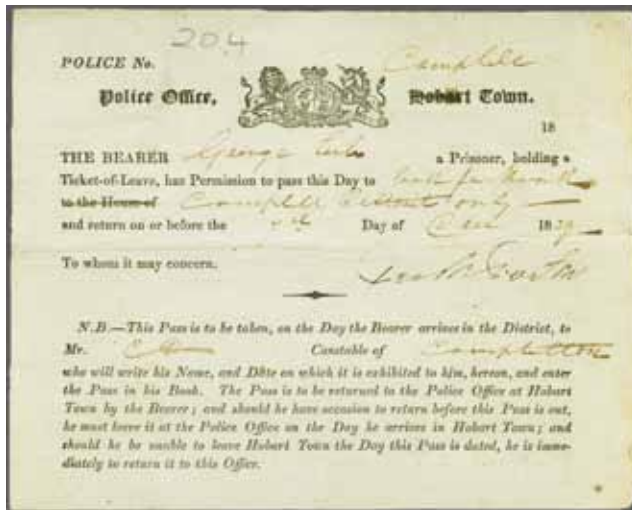 204
POLICE No. Campbell
Police Office, Hobart Town.
18
THE BEARER George a Prisoner, holding a
Ticket-of-Leave, has Permission to pass this Day to
to the House of Campbell only
and return on or before the Day of 1829
To whom it may concern.
N.B.—This Pass is to be taken, on the Day the Bearer arrives in the District, to
Mr. Constable of
who will write his Name, and Date on which it is exhibited to him, hereon, and enter
the Pass in his Book. The Pass is to be returned to the Police Office at Hobart
Town by the Bearer; and should he have occasion to return before this Pass is out,
he must leave it at the Police Office on the Day he arrives in Hobart Town; and
should he be unable to leave Hobart Town the Day this Pass is dated, he is imme-
diately to return it to this Office.